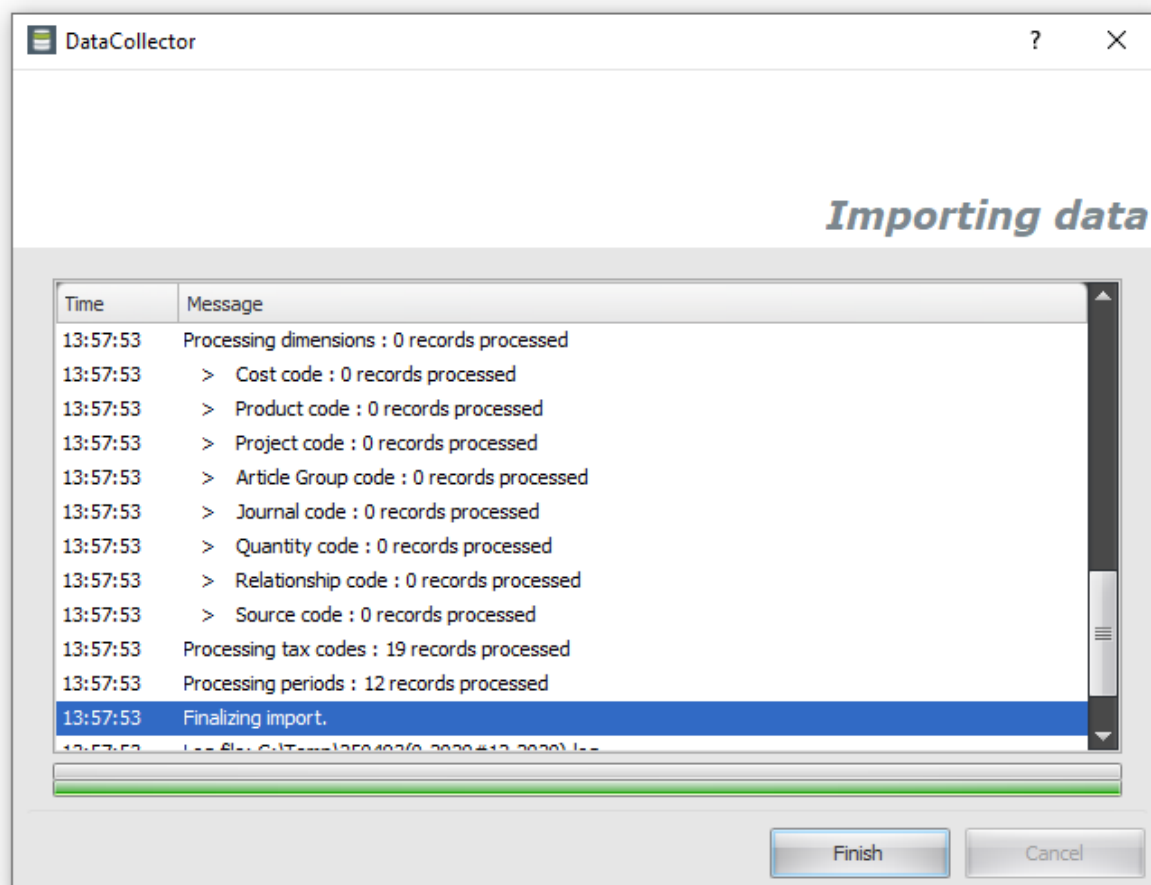 DataCollector ?
Importing data
Time Message
13:57:53 Processing dimensions : 0 records processed
13:57:53 > Cost code : 0 records processed
13:57:53 > Product code : 0 records processed
13:57:53 > Project code : 0 records processed
13:57:53 > Article Group code : 0 records processed
13:57:53 > Journal code : 0 records processed
13:57:53 > Quantity code : 0 records processed
13:57:53 > Relationship code : 0 records processed
13:57:53 > Source code : 0 records processed
13:57:53 Processing tax codes : 19 records processed
13:57:53 Processing periods : 12 records processed
13:57:53 Finalizing import.
13:57:53 Log file:
Finish Cancel